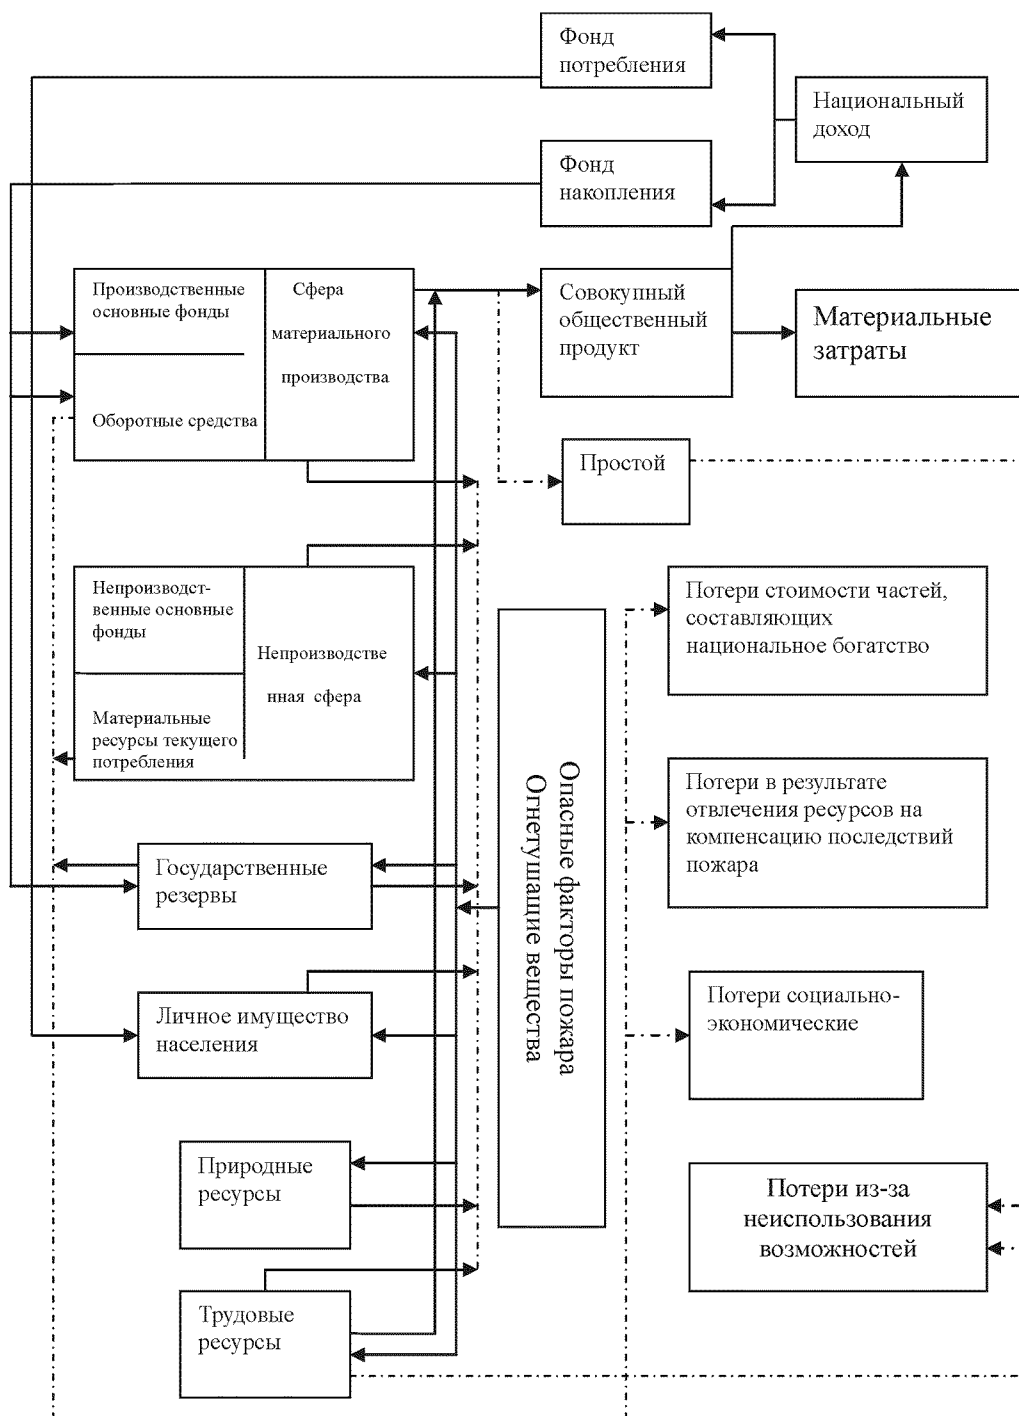 Фонд
потребления
Национальный
доход
Фонд
накопления
Производственные
основные фонды
Сфера
материального
производства
Оборотные средства
Совокупный
общественный
продукт
Материальные
затраты
Простой
Непроизводст-
венные основные
фонды
Непроизводстве
нная сфера
Материальные
ресурсы текущего
потребления
Потери стоимости частей,
составляющих
национальное богатство
Опасные факторы пожара
Огнетушащие вещества
Потери в результате
отвлечения ресурсов на
компенсацию последствий
пожара
Государственные
резервы
Потери социально-
экономические
Личное имущество
населения
Природные
ресурсы
Потери из-за
неиспользования
возможностей
Трудовые
ресурсы